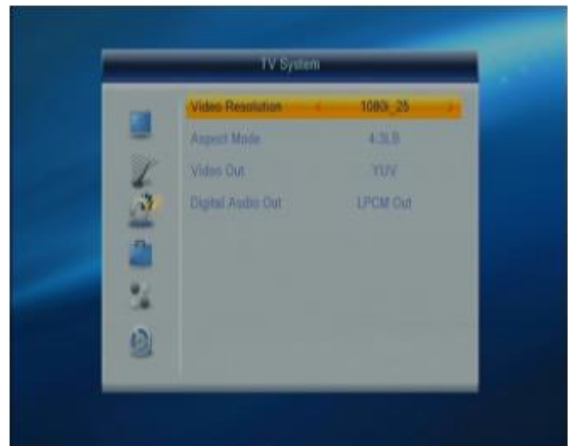 TV System
Video Resolution 1080i_25
Aspect Mode 4:3LB
Video Out YUV
Digital Audio Out LPCM Out